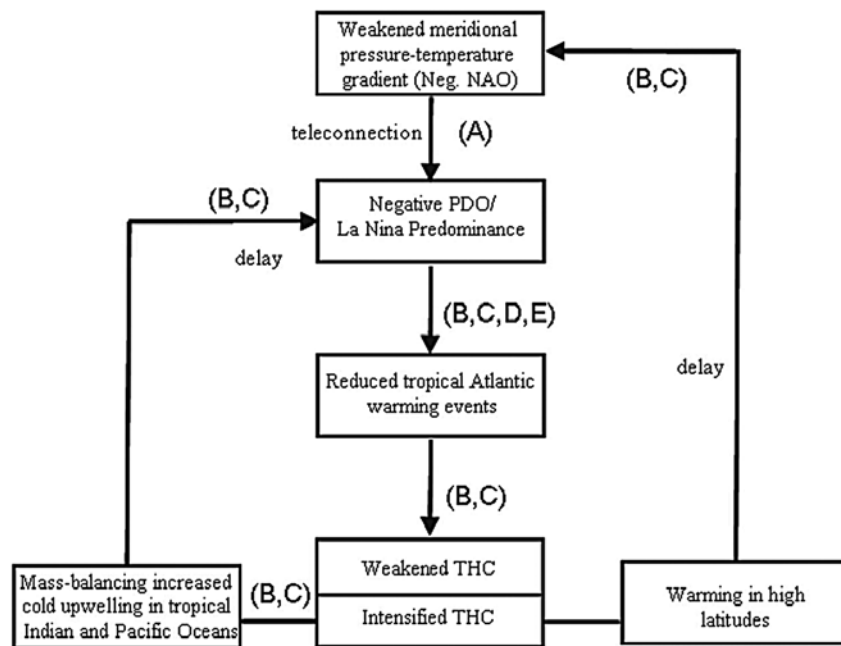 Weakened meridional
pressure-temperature
gradient (Neg. NAO)
(B,C)
teleconnection
(A)
(B,C)
Negative PDO/
La Nina Predominance
delay
(B,C,D,E)
Reduced tropical Atlantic
warming events
delay
(B,C)
Weakened THC
Mass-balancing increased
cold upwelling in tropical
Indian and Pacific Oceans
(B,C)
Intensified THC
Warming in high
latitudes